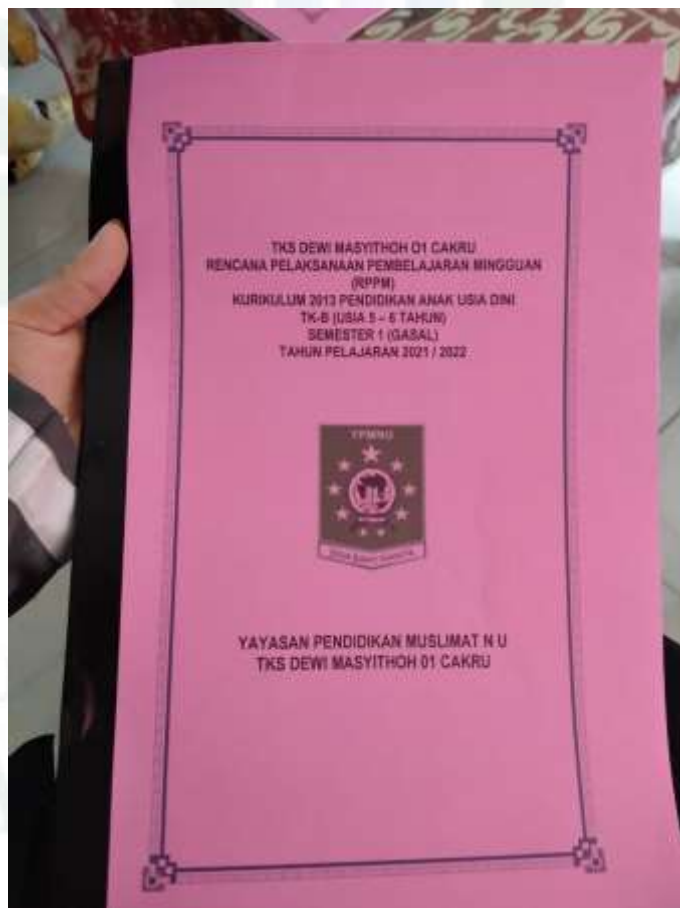 TKS DEWI MASYITHOH O1 CAKRU
RENCANA PELAKSANAAN PEMBELAJARAN MINGGUAN
(RPPM)
KURIKULUM 2013 PENDIDIKAN ANAK USIA DINI
TK-B (USIA 5 – 6 TAHUN)
SEMESTER 1 (GASAL)
TAHUN PELAJARAN 2021 / 2022
YPMNU
YAYASAN PENDIDIKAN MUSLIMAT N U
TKS DEWI MASYITHOH 01 CAKRU